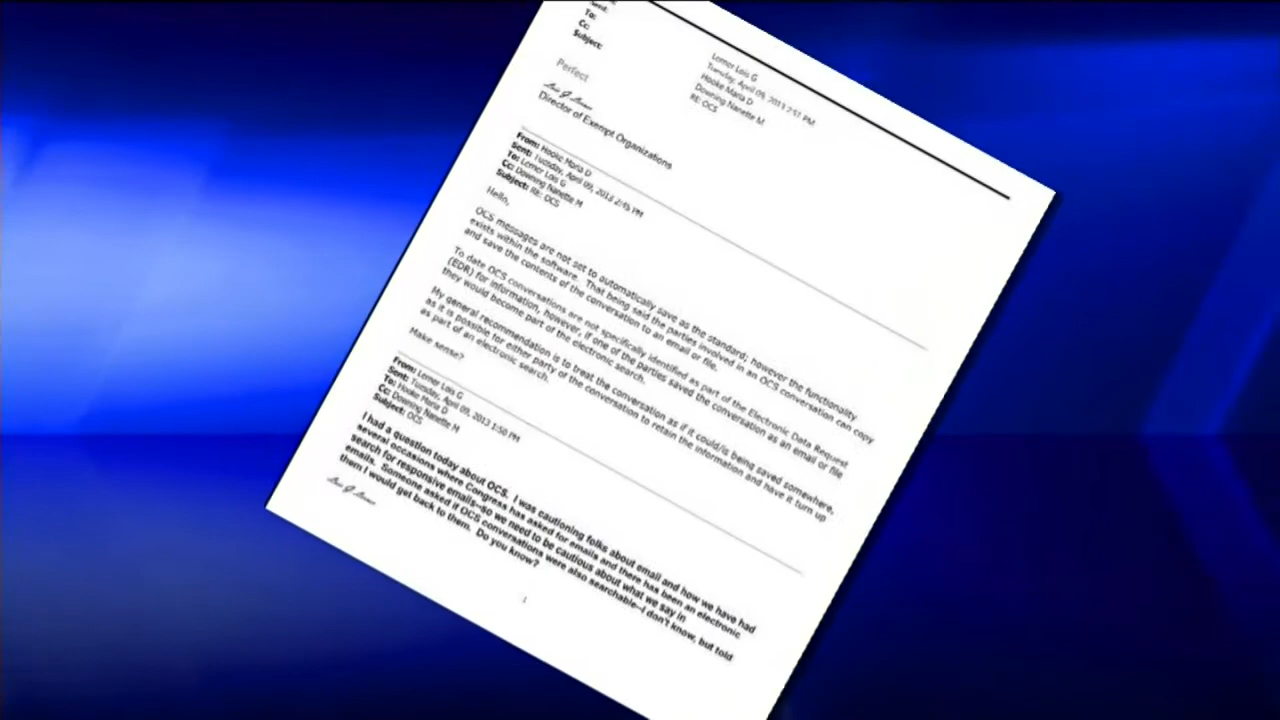 Sent:
To:
Cc:
Subject:
Lerner Lois G
Tuesday, April 09, 2013 2:51 PM
Hooke Maria D
Downing Nanette M
RE: OCS
Perfect
Lois G. Lerner
Director of Exempt Organizations
From: Hooke Maria D
Sent: Tuesday, April 09, 2013 2:45 PM
To: Lerner Lois G
Cc: Downing Nanette M
Subject: RE: OCS
Hello,
OCS messages are not set to automatically save as the standard; however the functionality
exists within the software. That being said the parties involved in an OCS conversation can copy
and save the contents of the conversation to an email or file.
To date OCS conversations are not specifically identified as part of the Electronic Data Request
(EDR) for information, however, if one of the parties saved the conversation as an email or file
they would become part of the electronic search.
My general recommendation is to treat the conversation as if it could/is being saved somewhere,
as it is possible for either party of the conversation to retain the information and have it turn up
as part of an electronic search.
Make sense?
From: Lerner Lois G
Sent: Tuesday, April 09, 2013 1:50 PM
To: Hooke Maria D
Cc: Downing Nanette M
Subject: OCS
I had a question today about OCS. I was cautioning folks about email and how we have had
several occasions where Congress has asked for emails and there has been an electronic
search for responsive emails--so we need to be cautious about what we say in
emails. Someone asked if OCS conversations were also searchable--I don't know, but told
them I would get back to them. Do you know?
Lois G. Lerner
1